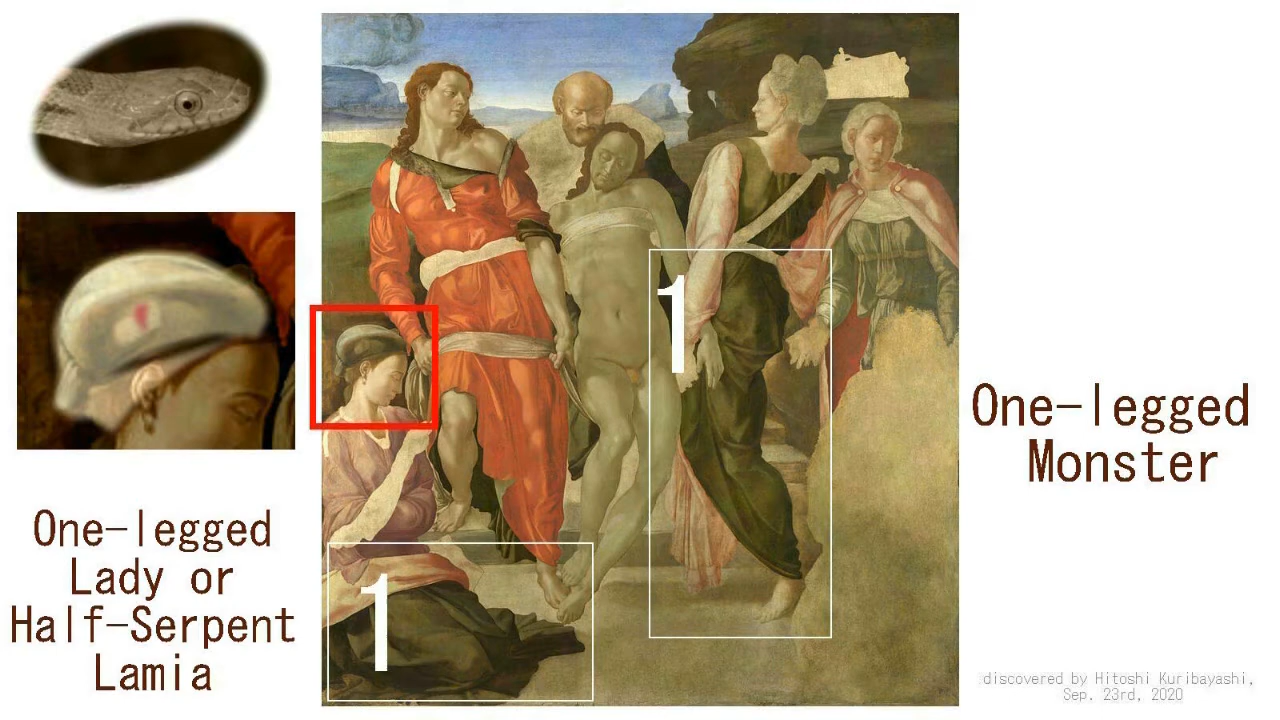 One-legged
Lady or
Half-Serpent
Lamia
1
1
One-legged
Monster
discovered by Hitoshi Kuribayashi,
Sep. 23rd, 2020